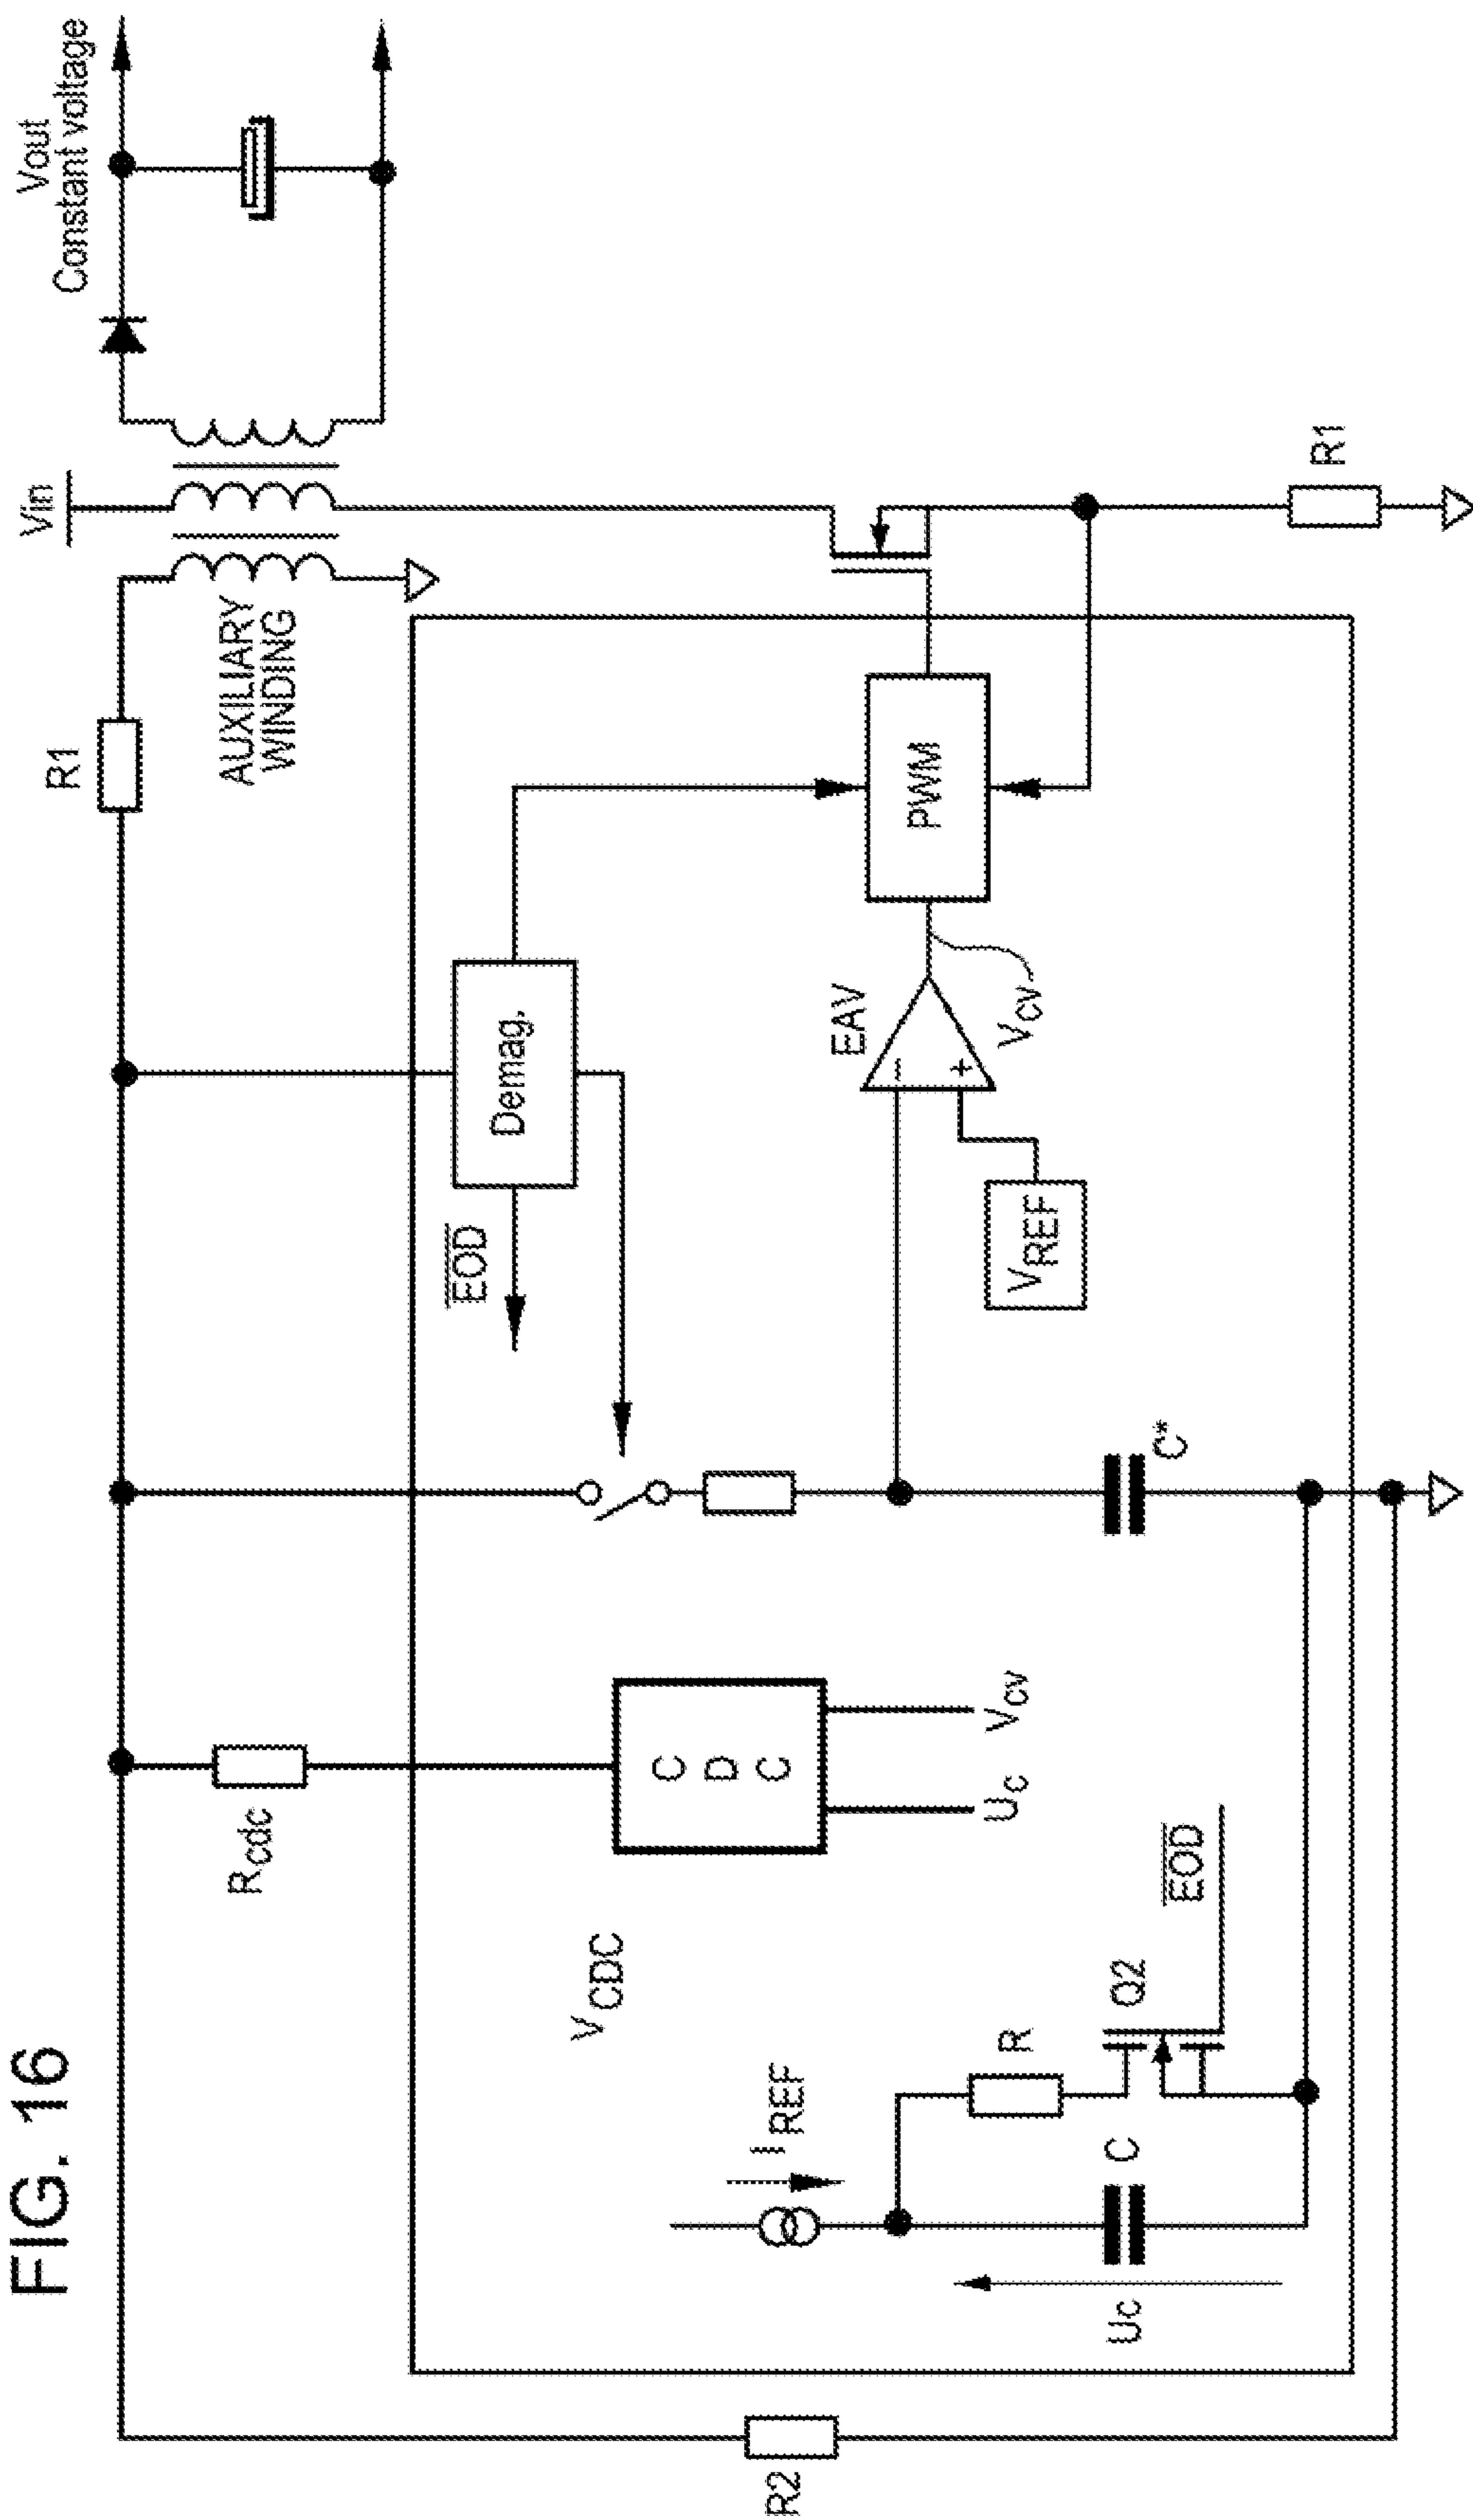 FIG. 16
R2
Rcdc
R1
AUXILIARY
WINDING
Vin
Vout
Constant voltage
EOD
Demag.
VCDC
C
D
C
Uc
Vcv
IREF
Uc
C
R
Q2
EOD
C*
VREF
EAV
−
+
Vcv
PWM
R1